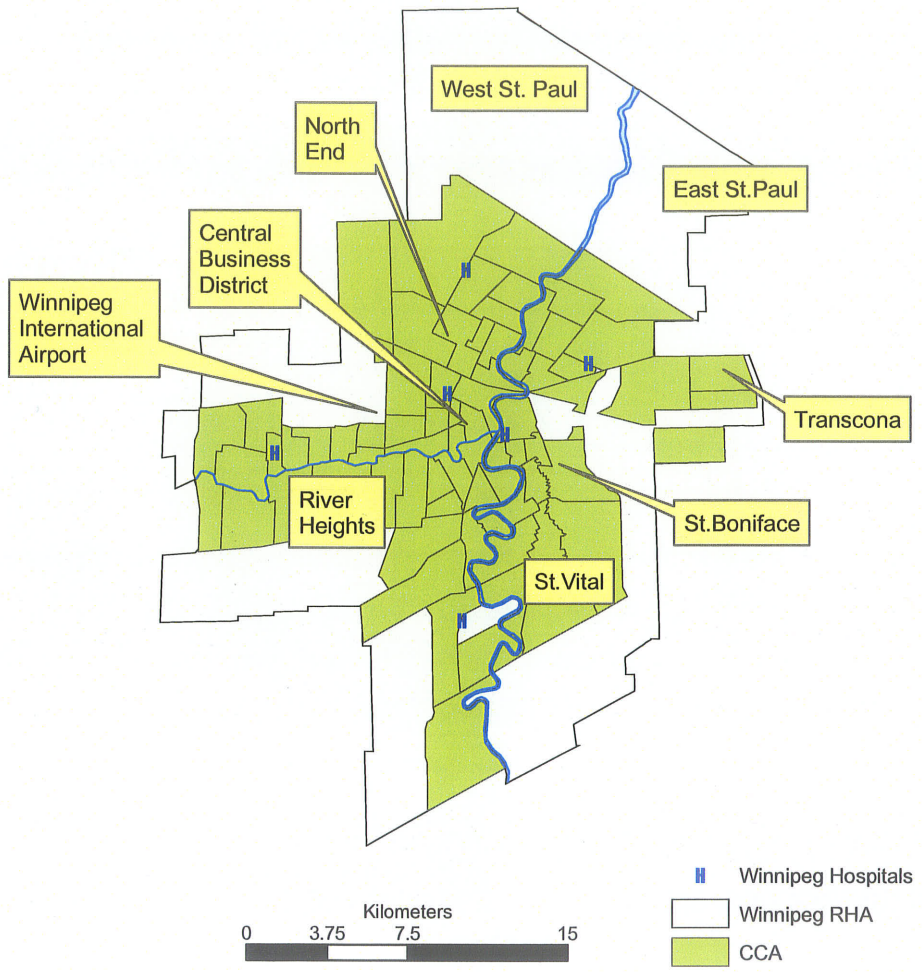 West St. Paul
North
End
East St.Paul
Central
Business
District
Winnipeg
International
Airport
Transcona
River
Heights
St.Boniface
St.Vital
H
H
H
H
H
H
Kilometers
0 3.75 7.5 15
H Winnipeg Hospitals
Winnipeg RHA
CCA